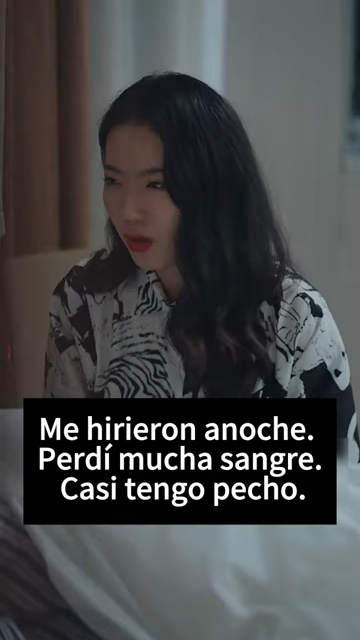 Me hirieron anoche.
Perdí mucha sangre.
Casi tengo pecho.